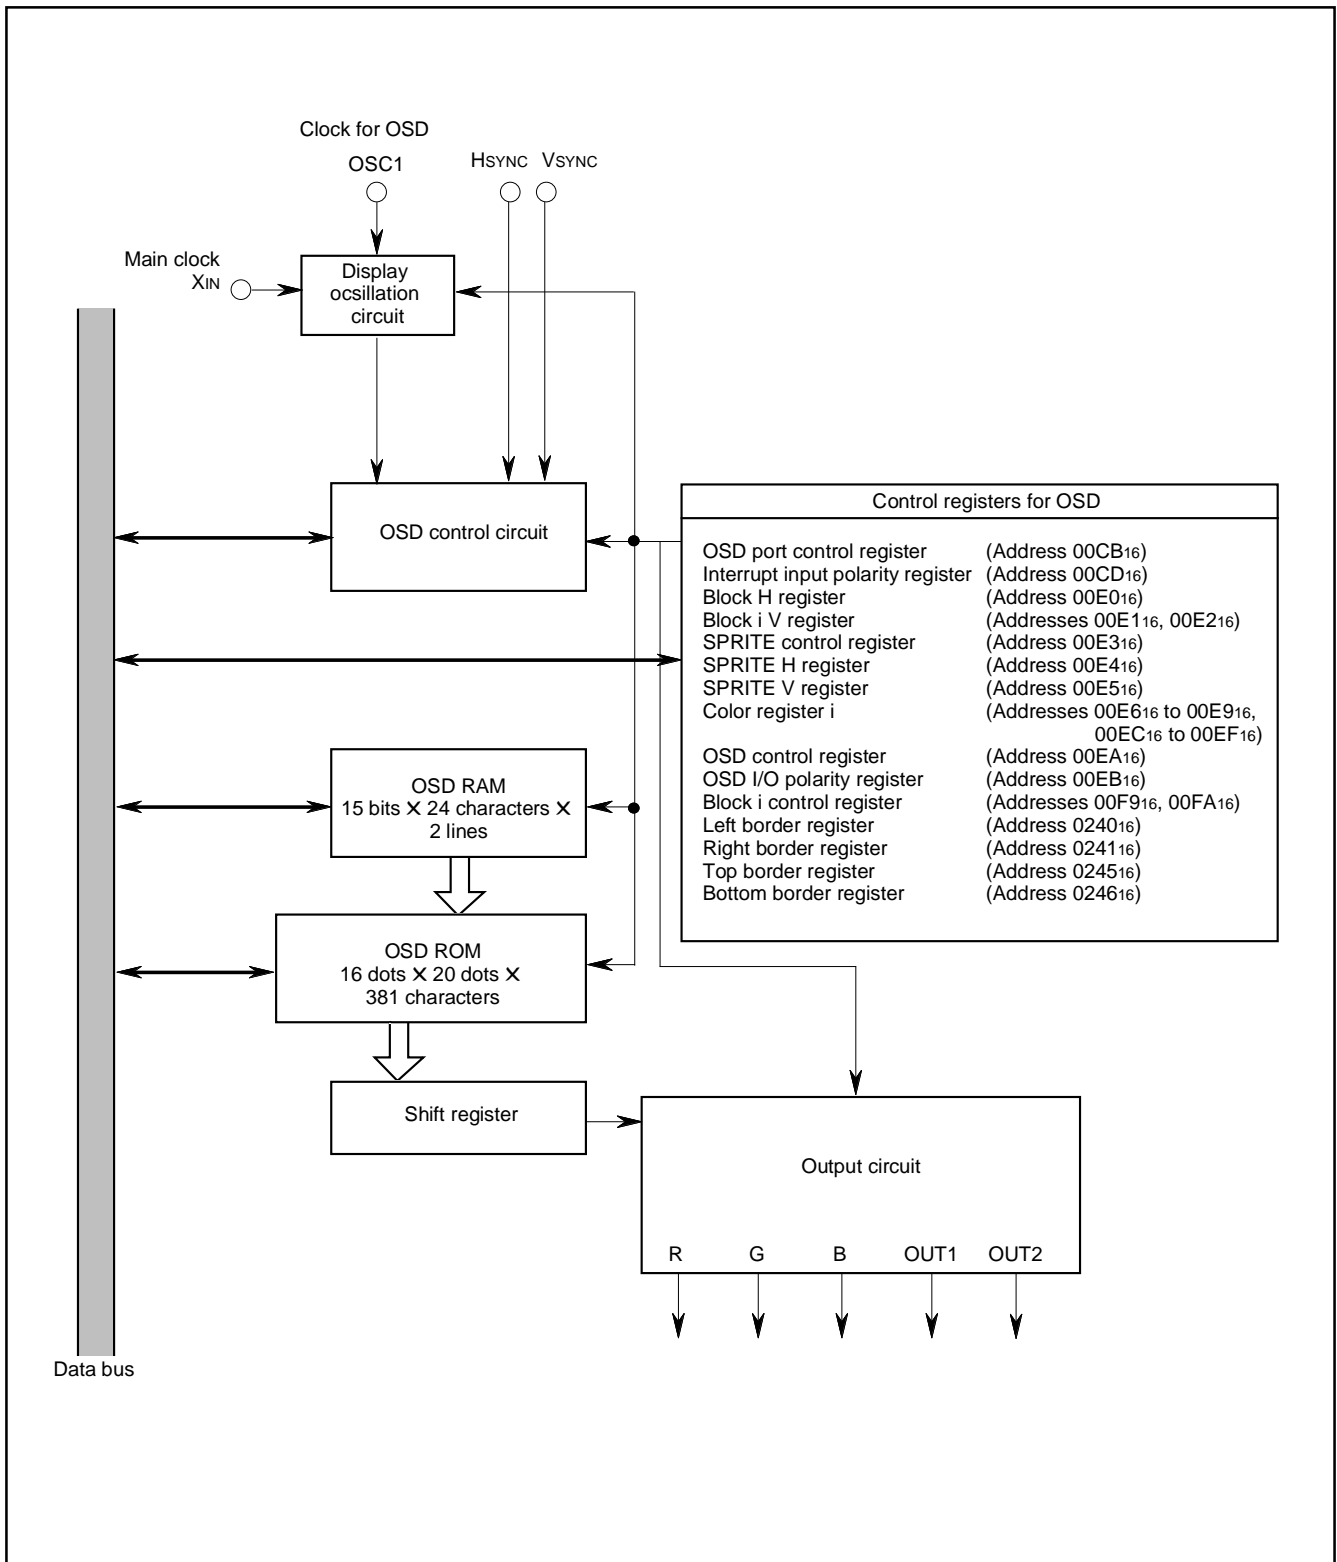 Clock for OSD
OSC1
HSYNC VSYNC
Main clock
XIN
Display
ocsillation
circuit
OSD control circuit
Control registers for OSD
OSD port control register (Address 00CB16)
Interrupt input polarity register (Address 00CD16)
Block H register (Address 00E016)
Block i V register (Addresses 00E116, 00E216)
SPRITE control register (Address 00E316)
SPRITE H register (Address 00E416)
SPRITE V register (Address 00E516)
Color register i (Addresses 00E616 to 00E916,
00EC16 to 00EF16)
OSD control register (Address 00EA16)
OSD I/O polarity register (Address 00EB16)
Block i control register (Addresses 00F916, 00FA16)
Left border register (Address 024016)
Right border register (Address 024116)
Top border register (Address 024516)
Bottom border register (Address 024616)
OSD RAM
15 bits X 24 characters X
2 lines
OSD ROM
16 dots X 20 dots X
381 characters
Shift register
Output circuit
R G B OUT1 OUT2
Data bus